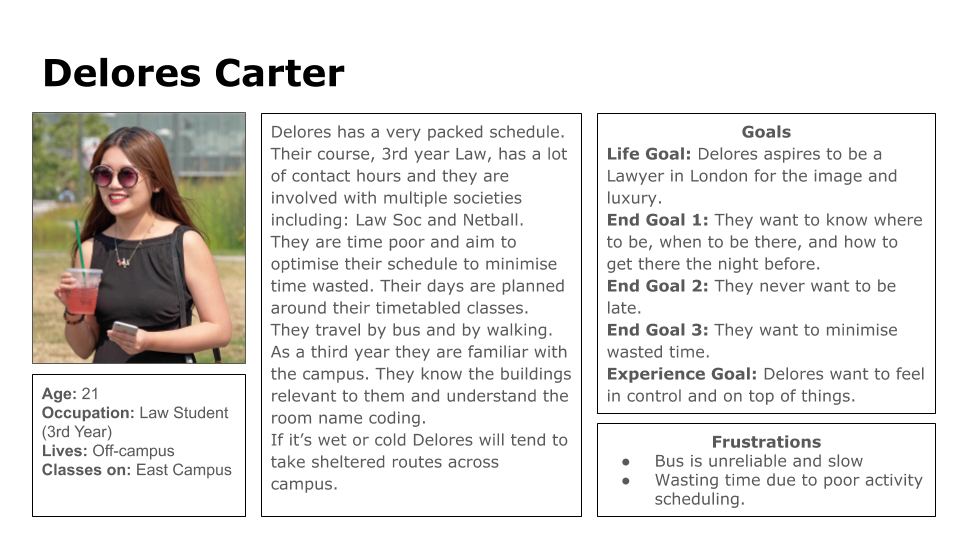 Delores Carter
Age: 21
Occupation: Law Student
(3rd Year)
Lives: Off-campus
Classes on: East Campus
Delores has a very packed schedule.
Their course, 3rd year Law, has a lot
of contact hours and they are
involved with multiple societies
including: Law Soc and Netball.
They are time poor and aim to
optimise their schedule to minimise
time wasted. Their days are planned
around their timetabled classes.
They travel by bus and by walking.
As a third year they are familiar with
the campus. They know the buildings
relevant to them and understand the
room name coding.
If it’s wet or cold Delores will tend to
take sheltered routes across
campus.
Goals
Life Goal: Delores aspires to be a
Lawyer in London for the image and
luxury.
End Goal 1: They want to know where
to be, when to be there, and how to
get there the night before.
End Goal 2: They never want to be
late.
End Goal 3: They want to minimise
wasted time.
Experience Goal: Delores want to feel
in control and on top of things.
Frustrations
● Bus is unreliable and slow
● Wasting time due to poor activity
scheduling.